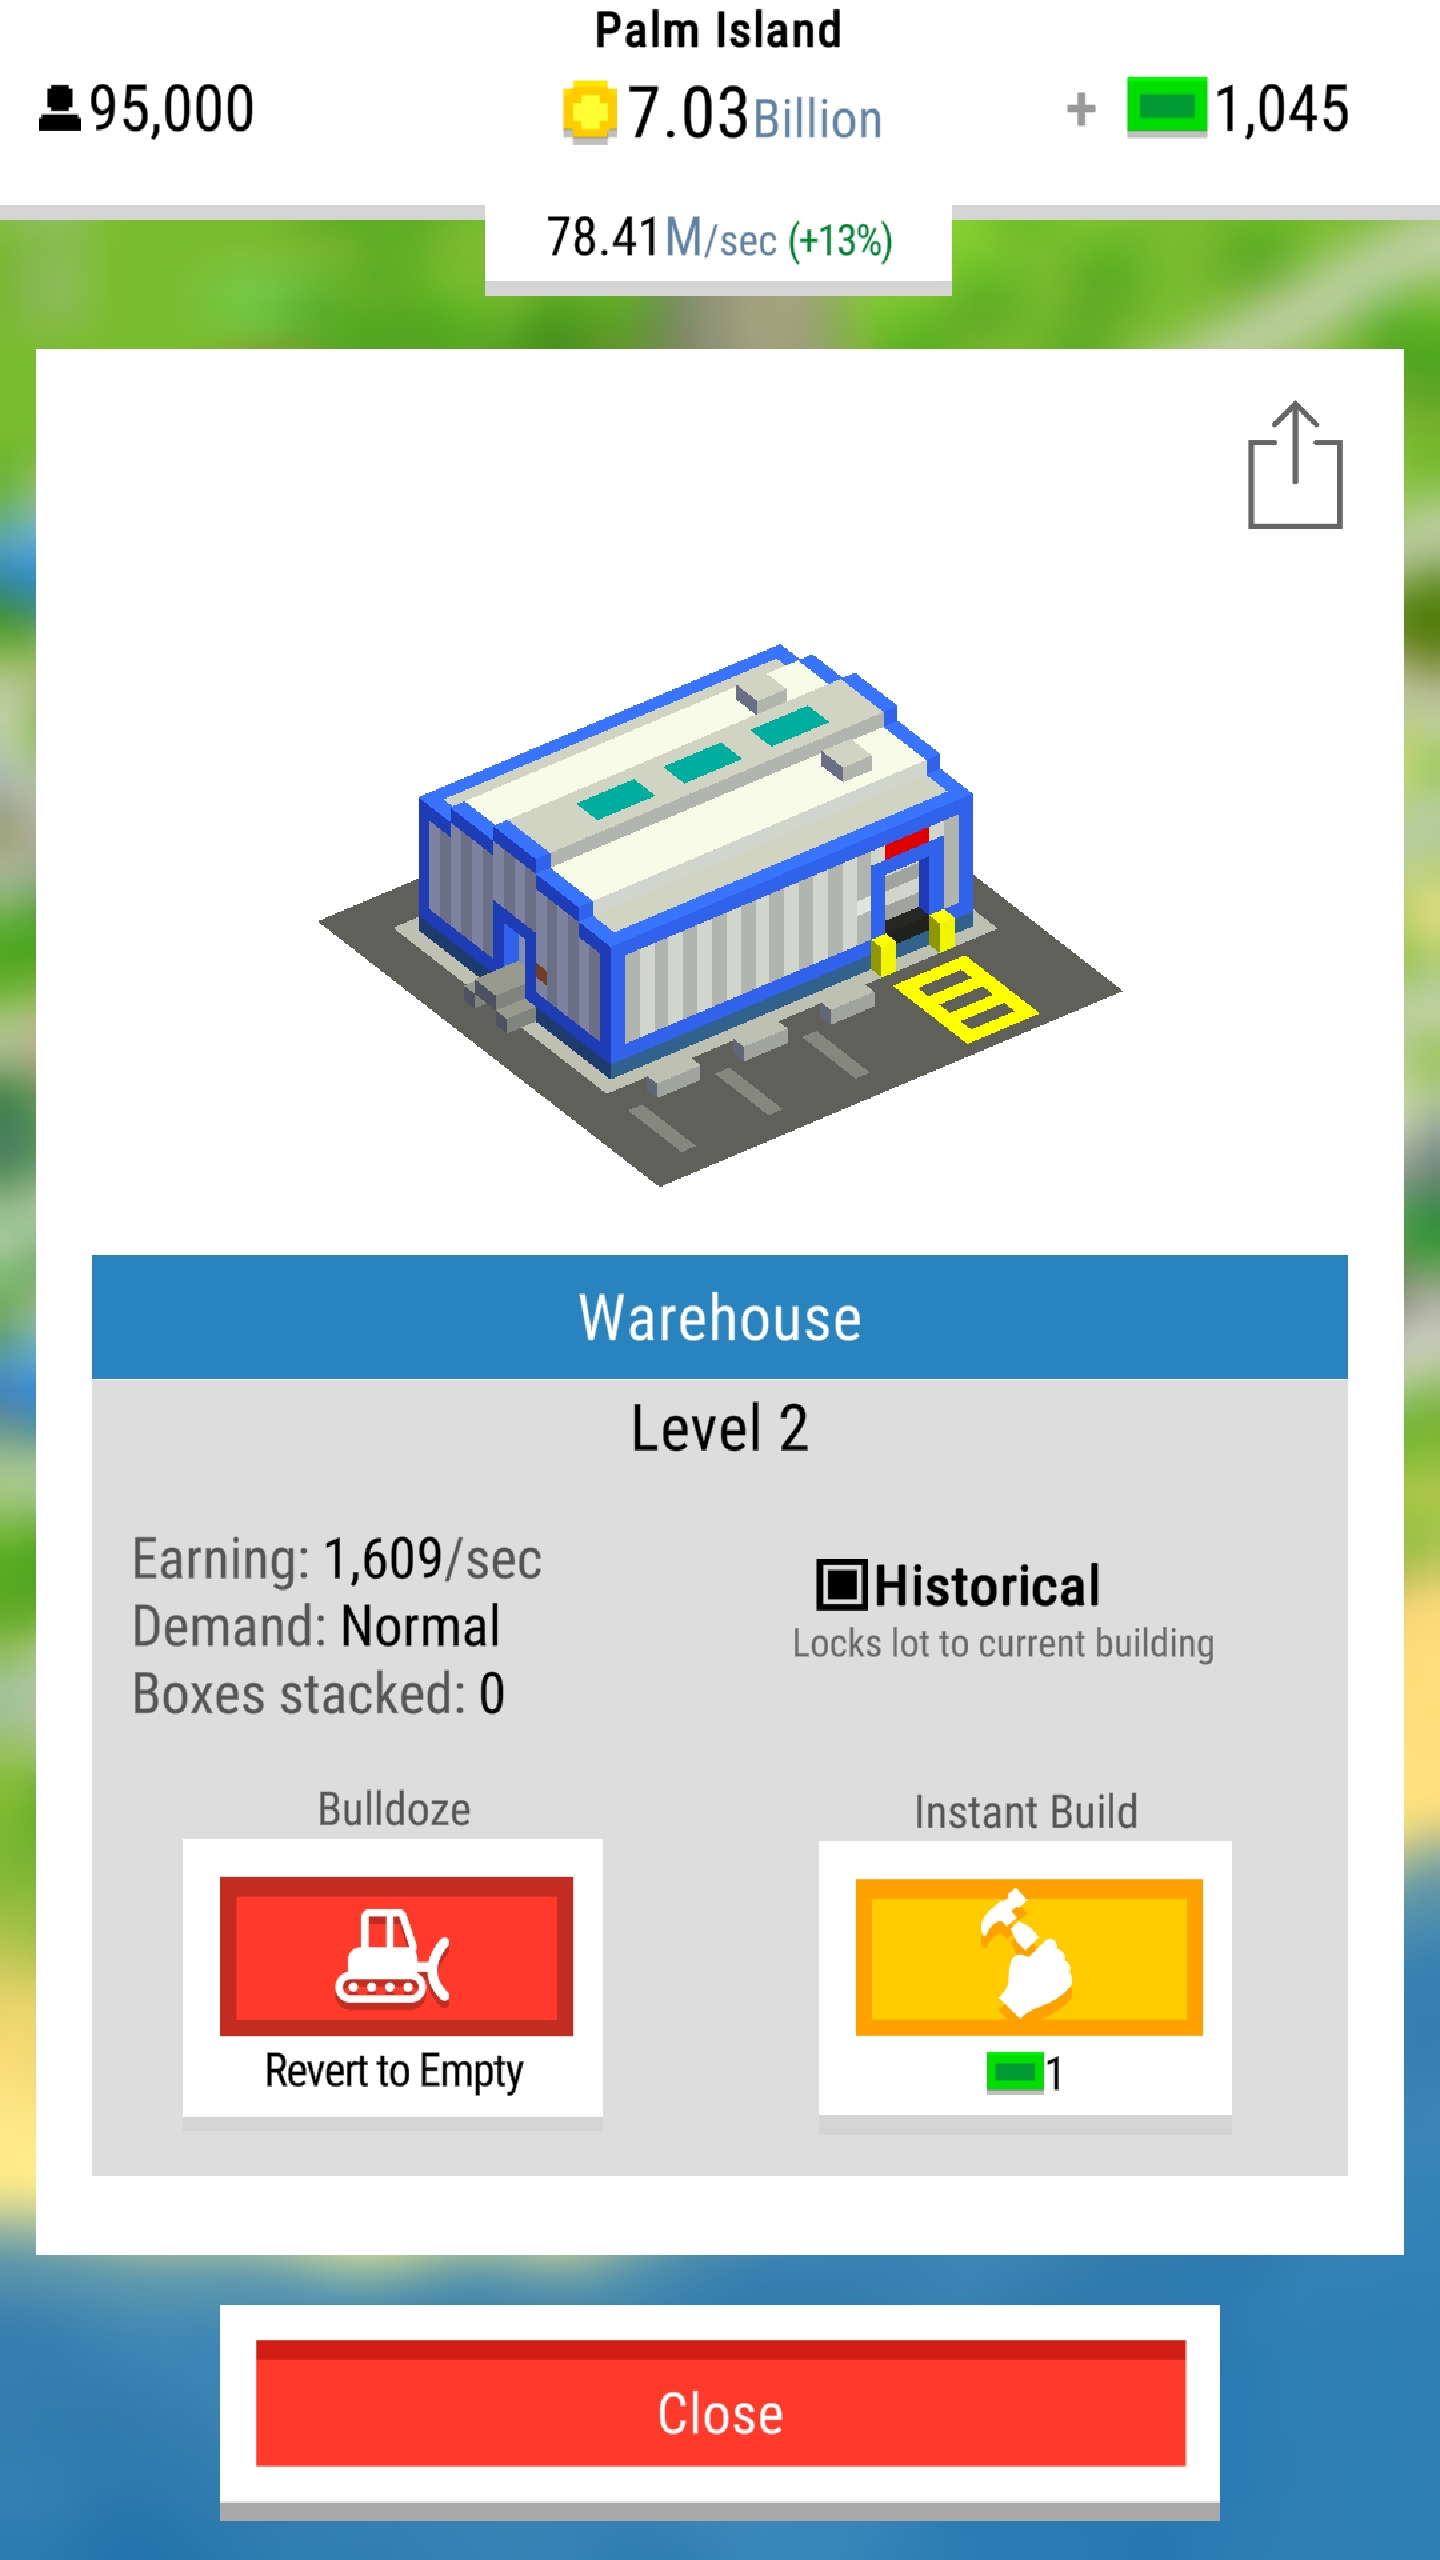 Palm Island
95,000
7.03Billion
+ 1,045
78.41M/sec (+13%)
Warehouse
Level 2
Earning: 1,609/sec
Demand: Normal
Boxes stacked: 0
Historical
Locks lot to current building
Bulldoze
Revert to Empty
Instant Build
1
Close